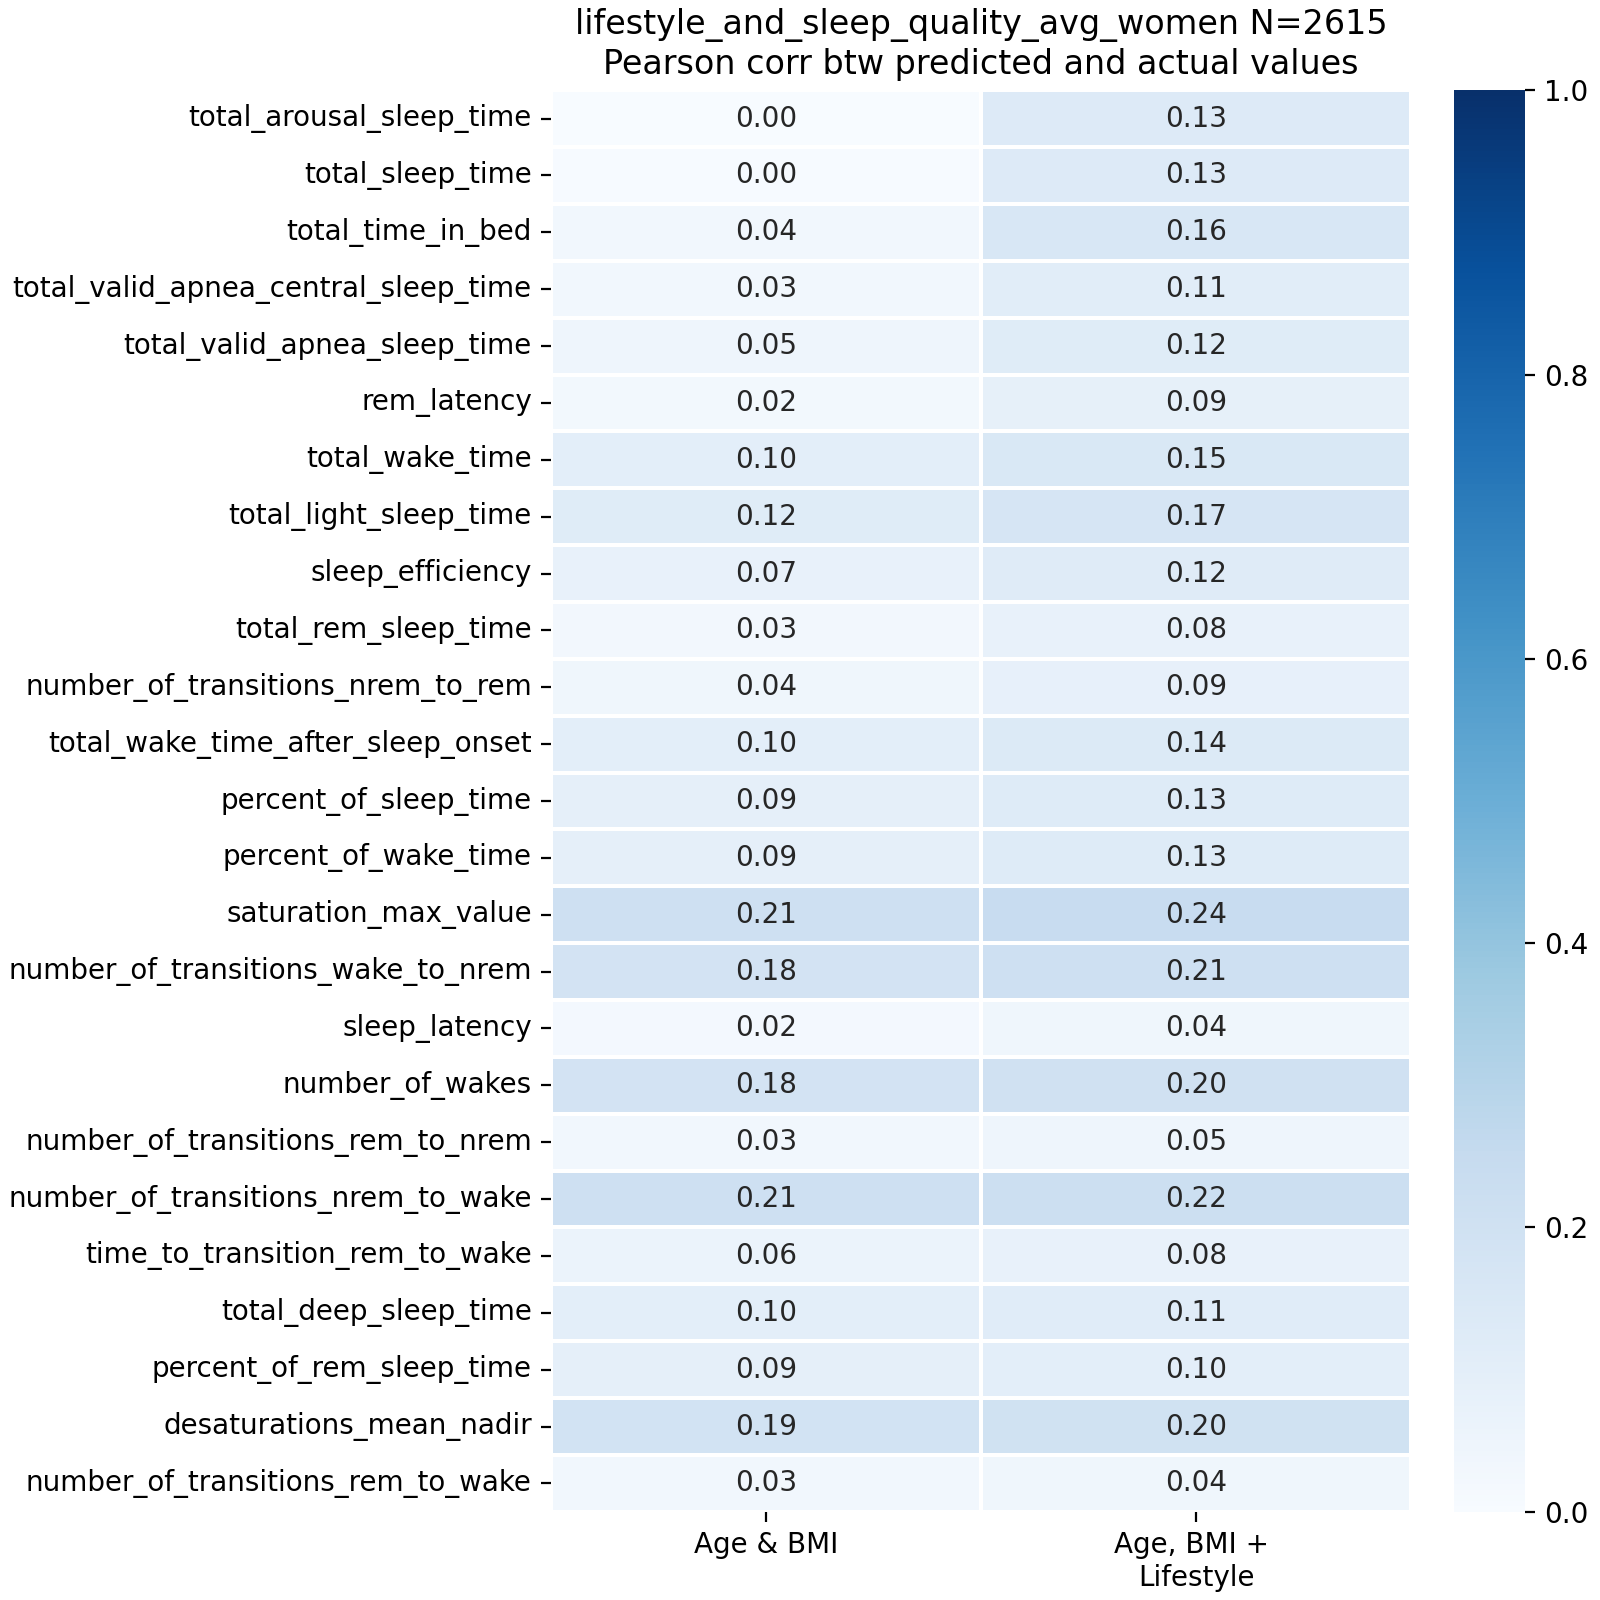 lifestyle_and_sleep_quality_avg_women N=2615
Pearson corr btw predicted and actual values
total_arousal_sleep_time 0.00 0.13
total_sleep_time 0.00 0.13
total_time_in_bed 0.04 0.16
total_valid_apnea_central_sleep_time 0.03 0.11
total_valid_apnea_sleep_time 0.05 0.12
rem_latency 0.02 0.09
total_wake_time 0.10 0.15
total_light_sleep_time 0.12 0.17
sleep_efficiency 0.07 0.12
total_rem_sleep_time 0.03 0.08
number_of_transitions_nrem_to_rem 0.04 0.09
total_wake_time_after_sleep_onset 0.10 0.14
percent_of_sleep_time 0.09 0.13
percent_of_wake_time 0.09 0.13
saturation_max_value 0.21 0.24
number_of_transitions_wake_to_nrem 0.18 0.21
sleep_latency 0.02 0.04
number_of_wakes 0.18 0.20
number_of_transitions_rem_to_nrem 0.03 0.05
number_of_transitions_nrem_to_wake 0.21 0.22
time_to_transition_rem_to_wake 0.06 0.08
total_deep_sleep_time 0.10 0.11
percent_of_rem_sleep_time 0.09 0.10
desaturations_mean_nadir 0.19 0.20
number_of_transitions_rem_to_wake 0.03 0.04
Age & BMI
Age, BMI +
Lifestyle
1.0
0.8
0.6
0.4
0.2
0.0